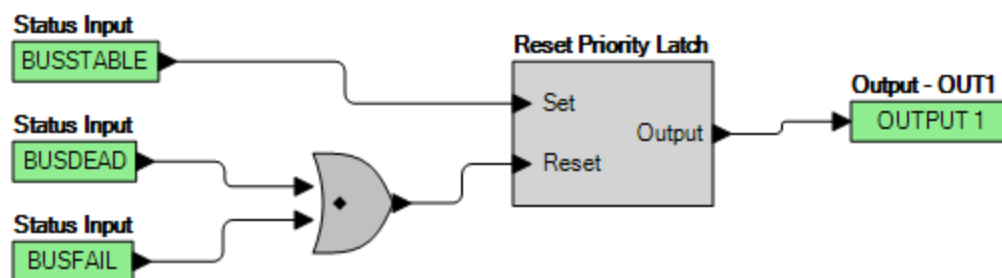 Status Input
BUSSTABLE
Status Input
BUSDEAD
Status Input
BUSFAIL
Reset Priority Latch
Set
Reset
Output
Output - OUT1
OUTPUT 1